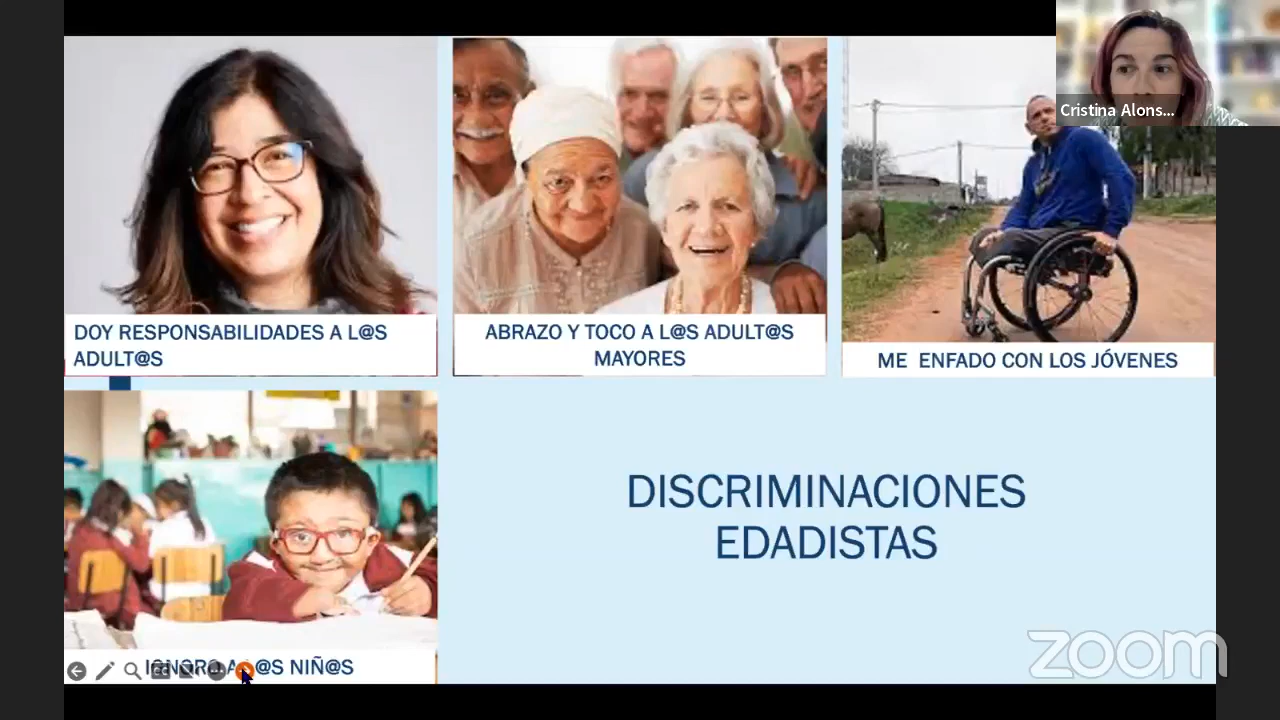 Cristina Alons...
DOY RESPONSABILIDADES A L@S
ADULT@S
ABRAZO Y TOCO A L@S ADULT@S
MAYORES
ME ENFADO CON LOS JÓVENES
@S NIÑ@S
DISCRIMINACIONES
EDADISTAS
zoom